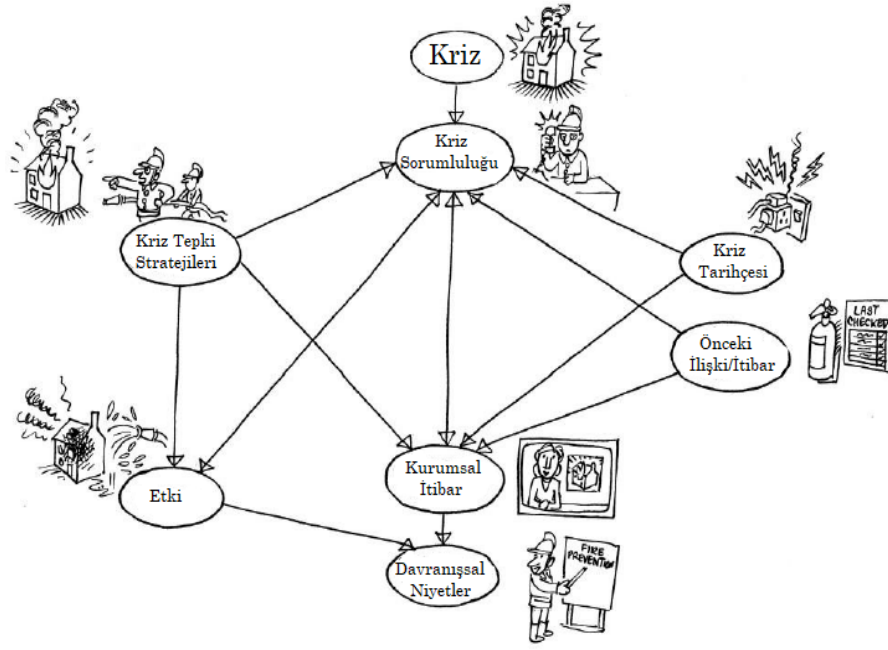 Kriz
Kriz
Sorumluluğu
Kriz Tepki
Stratejileri
Kriz
Tarihçesi
LAST
CHECKED
Önceki
İlişki/İtibar
Kurumsal
İtibar
Etki
FIRE
PREVENTION
Davranışsal
Niyetler